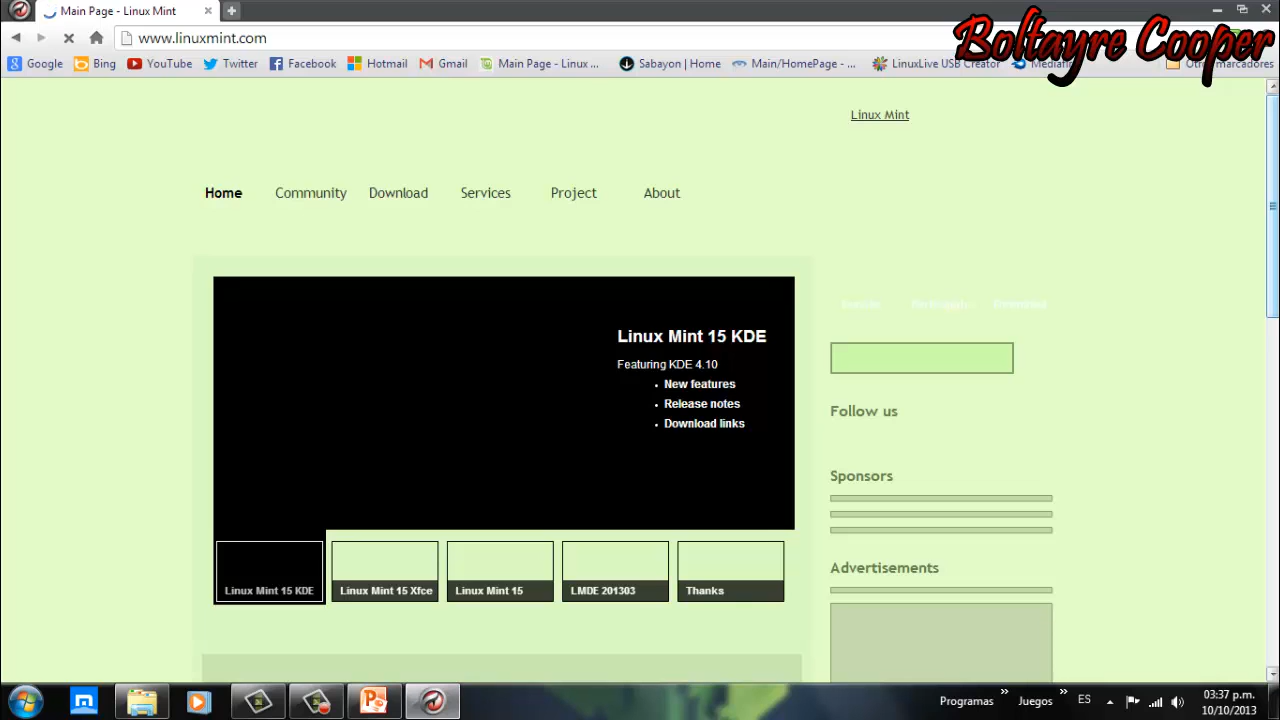 Main Page - Linux Mint
www.linuxmint.com
Boltayre Cooper
Google Bing YouTube Twitter Facebook Hotmail Gmail Main Page - Linux ... Sabayon | Home Main/HomePage - ... LinuxLive USB Creator Mediafire Otros marcadores
Linux Mint
Home Community Download Services Project About
Linux Mint 15 KDE
Featuring KDE 4.10
• New features
• Release notes
• Download links
Download
Follow us
Sponsors
Linux Mint 15 KDE Linux Mint 15 Xfce Linux Mint 15 LMDE 201303 Thanks
Advertisements
Programas » Juegos » ES
03:37 p.m.
10/10/2013